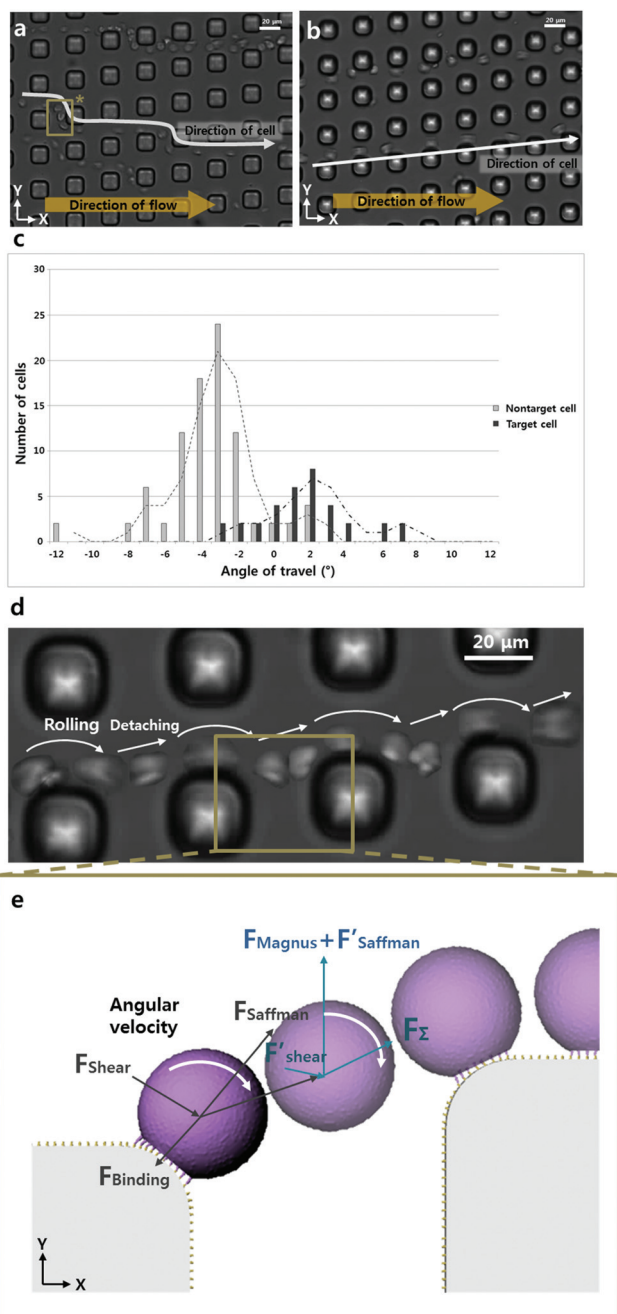 a
20 μm
*
Direction of cell
Y
X
Direction of flow
b
20 μm
Direction of cell
Y
X
Direction of flow
c
30
25
20
15
10
5
0
Number of cells
-12 -10 -8 -6 -4 -2 0 2 4 6 8 10 12
Angle of travel (°)
Nontarget cell
Target cell
d
20 μm
Rolling Detaching
e
FMagnus+F′Saffman
Angular
velocity
FSaffman
FShear
F′shear
FΣ
FBinding
Y
X